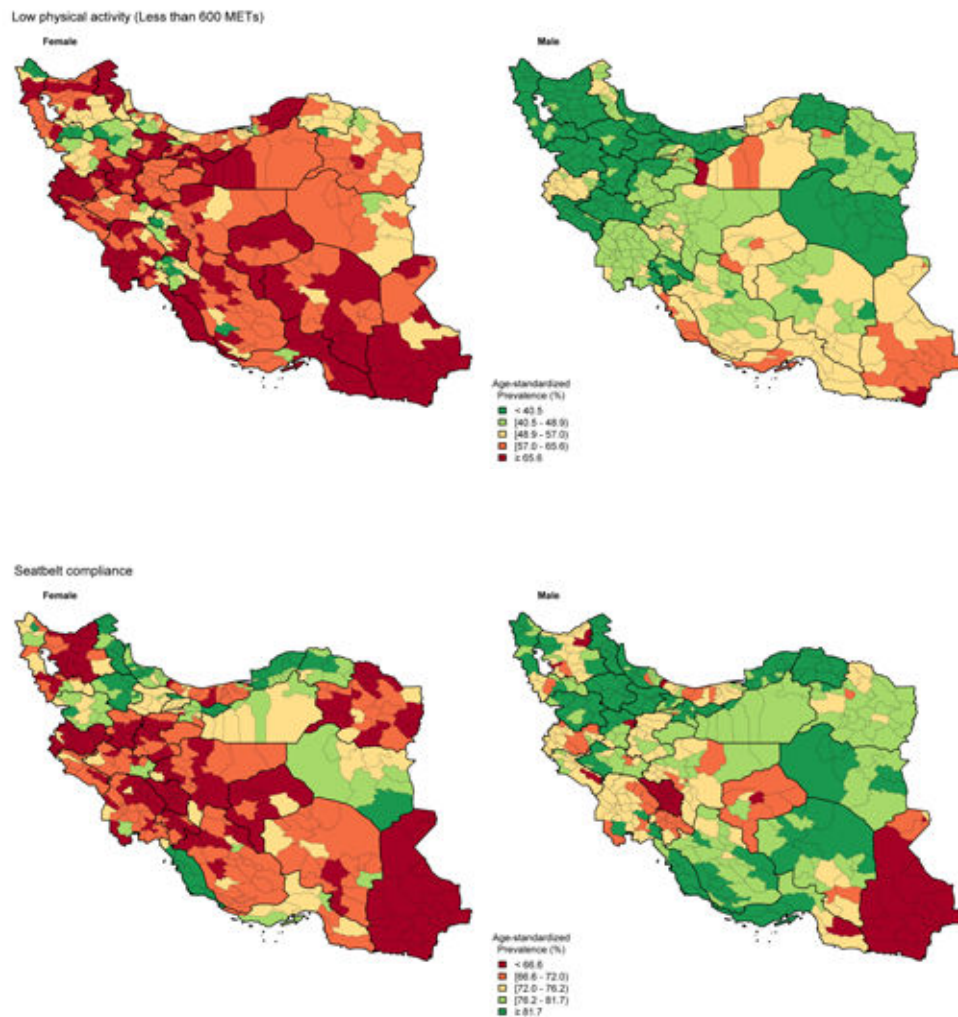 Low physical activity (Less than 600 METs)
Female
Male
Age-standardized
Prevalence (%)
< 40.5
[40.5 - 48.9)
[48.9 - 57.0)
[57.0 - 65.6)
≥ 65.6
Seatbelt compliance
Female
Male
Age-standardized
Prevalence (%)
< 66.6
[66.6 - 72.0)
[72.0 - 76.2)
[76.2 - 81.7)
≥ 81.7